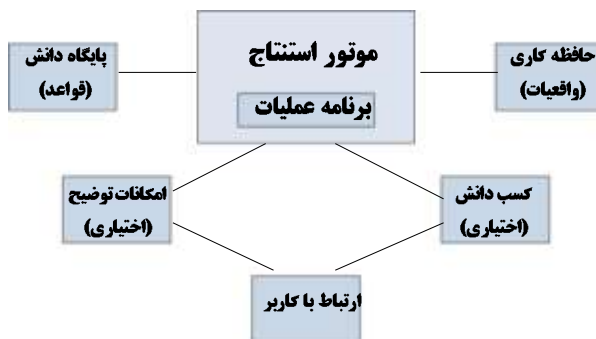 موتور استنتاج
برنامه عملیات
حافظه کاری
(واقعیات)
پایگاه دانش
(قواعد)
کسب دانش
(اختیاری)
امکانات توضیح
(اختیاری)
ارتباط با کاربر